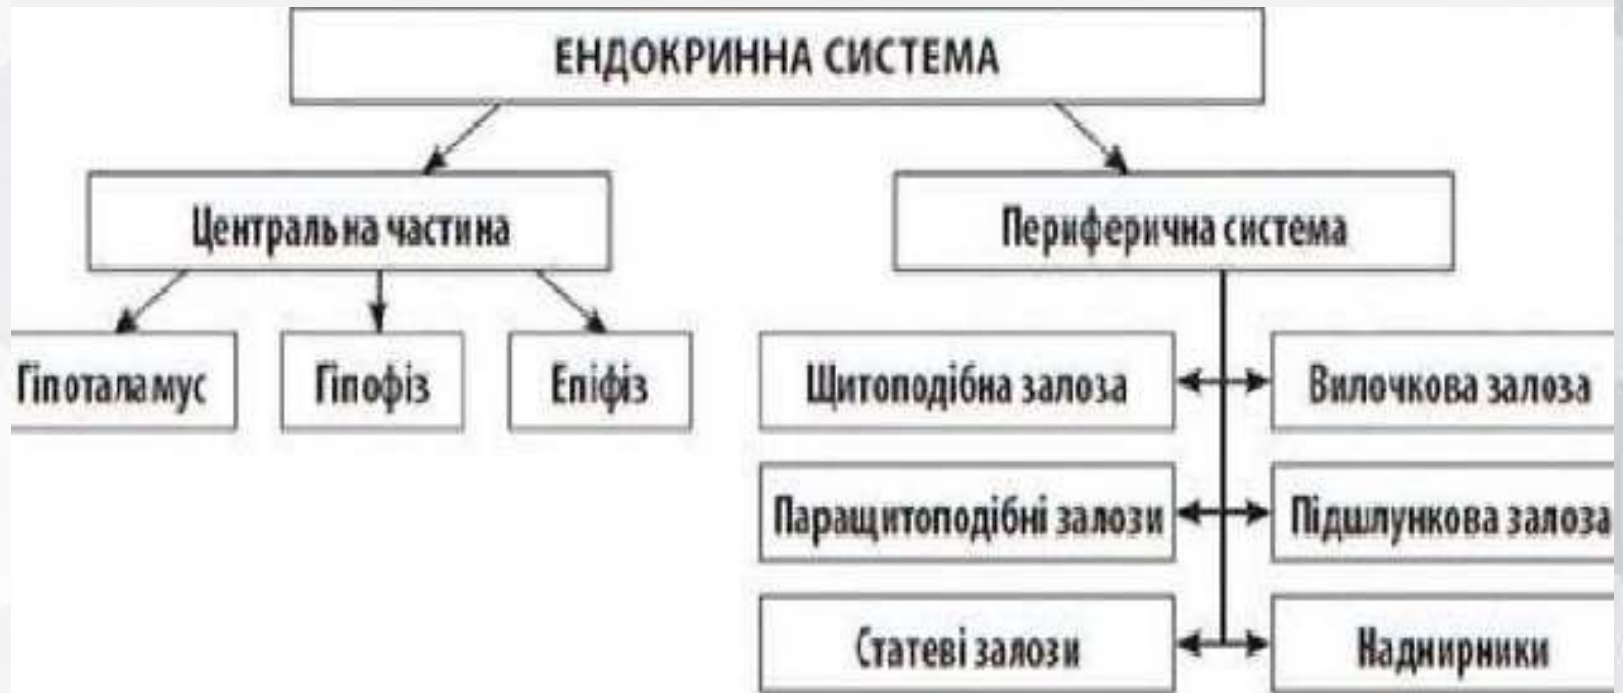 ЕНДОКРИННА СИСТЕМА
Центральна частина
Периферична система
Гіпоталамус
Гіпофіз
Епіфіз
Щитоподібна залоза
Вилочкова залоза
Паращитоподібні залози
Підшлункова залоза
Статеві залози
Наднирники